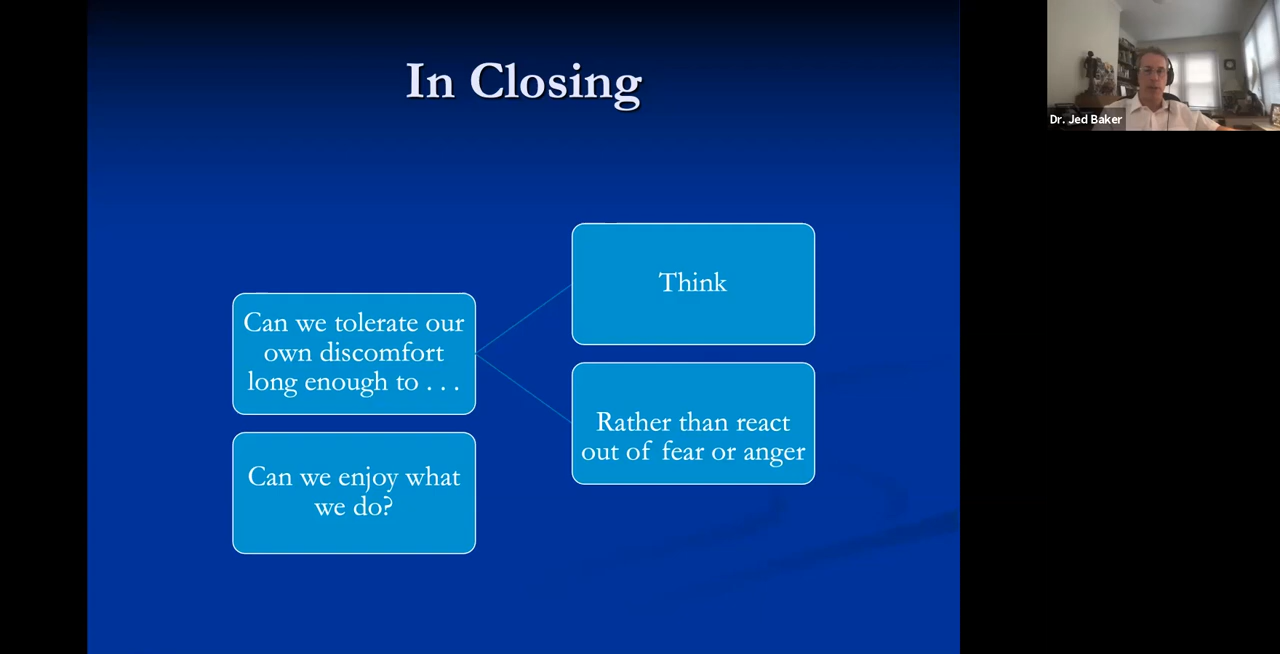 In Closing
Can we tolerate our
own discomfort
long enough to . . .
Think
Rather than react
out of fear or anger
Can we enjoy what
we do?
Dr. Jed Baker